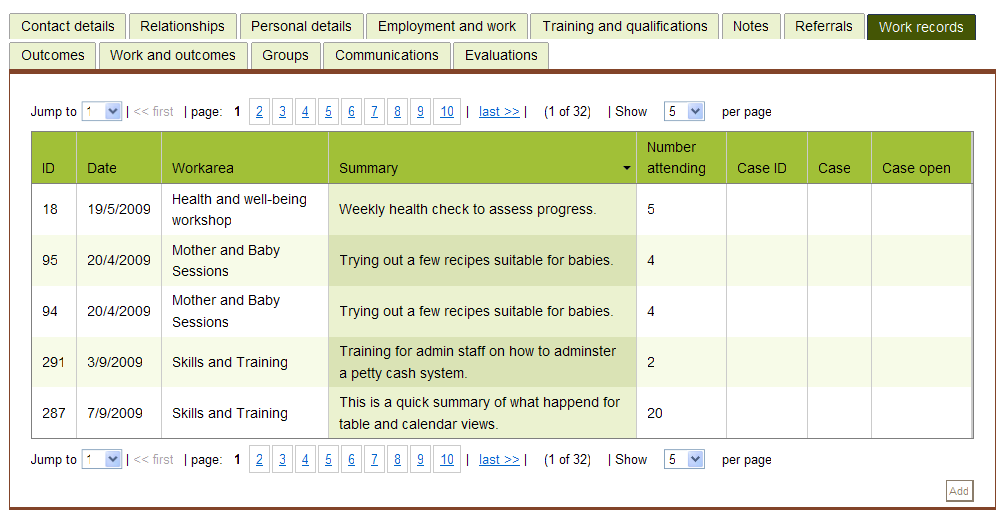 Contact details Relationships Personal details Employment and work Training and qualifications Notes Referrals Work records
Outcomes Work and outcomes Groups Communications Evaluations
Jump to 1 | << first | page: 1 2 3 4 5 6 7 8 9 10 | last >> | (1 of 32) | Show 5 per page
Number
ID Date Workarea Summary attending Case ID Case Case open
Health and well-being
18 19/5/2009 workshop Weekly health check to assess progress. 5
Mother and Baby
95 20/4/2009 Sessions Trying out a few recipes suitable for babies. 4
Mother and Baby
94 20/4/2009 Sessions Trying out a few recipes suitable for babies. 4
Training for admin staff on how to adminster
291 3/9/2009 Skills and Training a petty cash system. 2
This is a quick summary of what happend for
287 7/9/2009 Skills and Training table and calendar views. 20
Jump to 1 | << first | page: 1 2 3 4 5 6 7 8 9 10 | last >> | (1 of 32) | Show 5 per page
Add